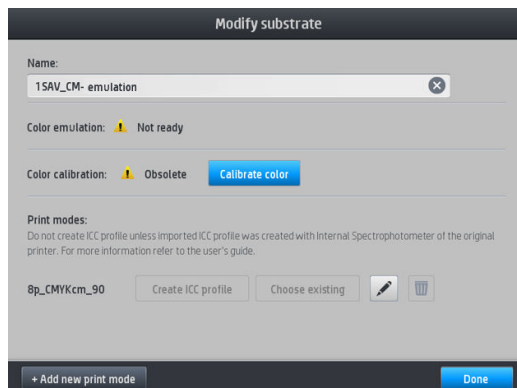 Modify substrate
Name:
1SAV_CM- emulation
Color emulation: Not ready
Color calibration: Obsolete Calibrate color
Print modes:
Do not create ICC profile unless imported ICC profile was created with Internal Spectrophotometer of the original
printer. For more information refer to the user's guide.
8p_CMYKcm_90 Create ICC profile Choose existing
+ Add new print mode Done